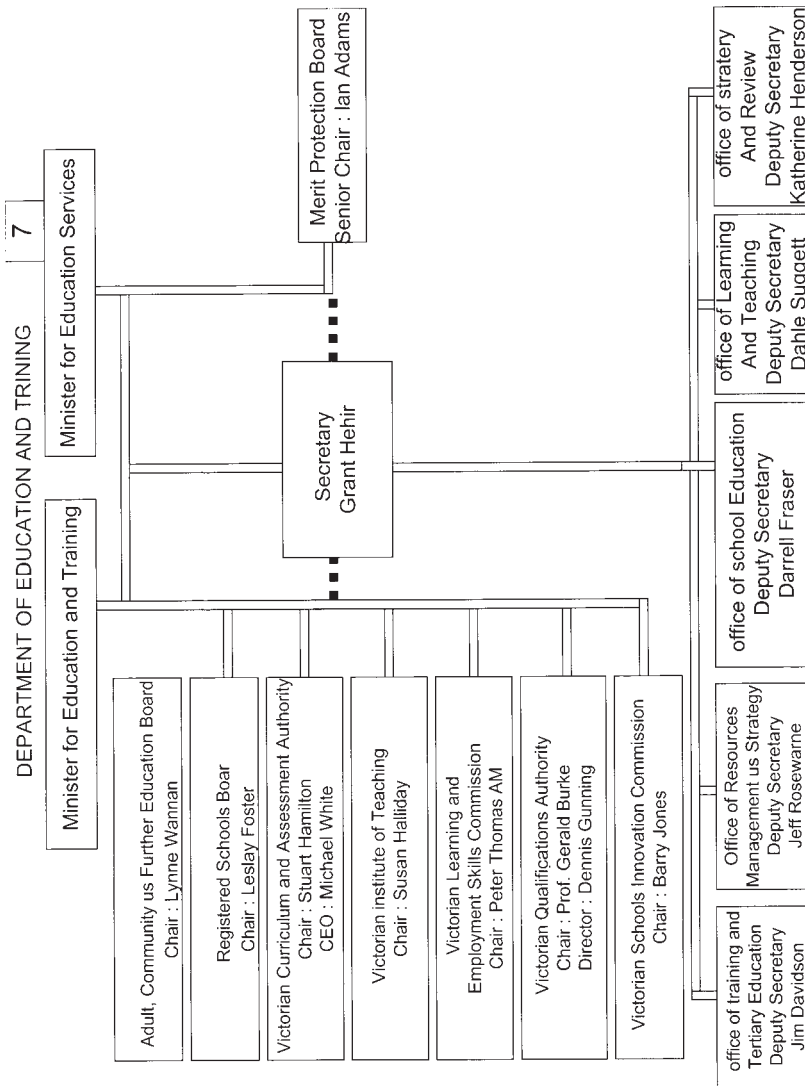 DEPARTMENT OF EDUCATION AND TRINING
7
Minister for Education and Training
Minister for Education Services
Adult, Community us Further Education Board
Chair : Lynne Wannan
Registered Schools Boar
Chair : Leslay Foster
Victorian Curriculum and Assessment Authority
Chair : Stuart Hamilton
CEO : Michael White
Victorian institute of Teaching
Chair : Susan Halliday
Victorian Learning and
Employment Skills Commission
Chair : Peter Thomas AM
Victorian Qualifications Authority
Chair : Prof. Gerald Burke
Director : Dennis Gunning
Victorian Schools Innovation Commission
Chair : Barry Jones
Secretary
Grant Hehir
Merit Protection Board
Senior Chair : Ian Adams
office of training and
Tertiary Education
Deputy Secretary
Jim Davidson
Office of Resources
Management us Strategy
Deputy Secretary
Jeff Rosewarne
office of school Education
Deputy Secretary
Darrell Fraser
office of Learning
And Teaching
Deputy Secretary
Dahle Suggett
office of stratery
And Review
Deputy Secretary
Katherine Henderson